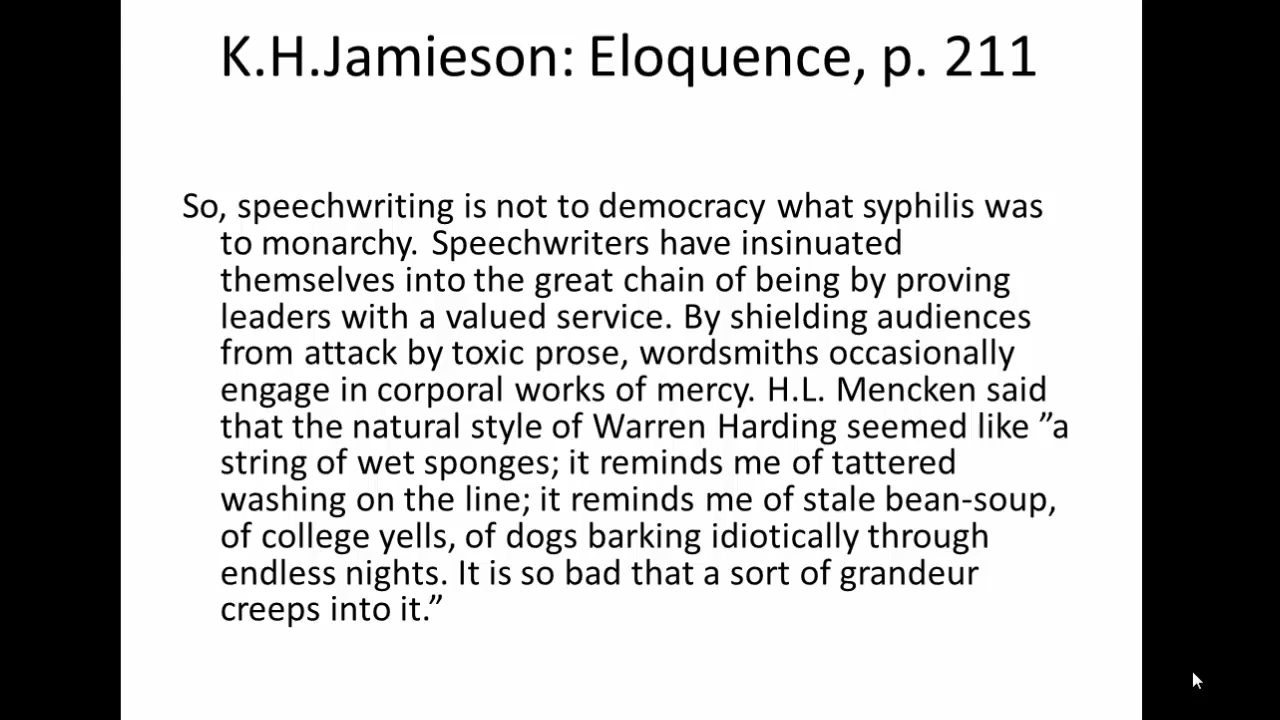 K.H.Jamieson: Eloquence, p. 211
So, speechwriting is not to democracy what syphilis was
to monarchy. Speechwriters have insinuated
themselves into the great chain of being by proving
leaders with a valued service. By shielding audiences
from attack by toxic prose, wordsmiths occasionally
engage in corporal works of mercy. H.L. Mencken said
that the natural style of Warren Harding seemed like ”a
string of wet sponges; it reminds me of tattered
washing on the line; it reminds me of stale bean-soup,
of college yells, of dogs barking idiotically through
endless nights. It is so bad that a sort of grandeur
creeps into it.”